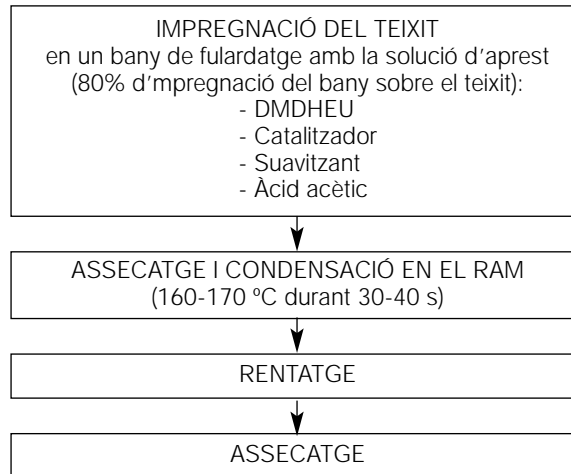 IMPREGNACIÓ DEL TEIXIT
en un bany de fulardatge amb la solució d'aprest
(80% d'mpregnació del bany sobre el teixit):
- DMDHEU
- Catalitzador
- Suavitzant
- Àcid acètic
ASSECATGE I CONDENSACIÓ EN EL RAM
(160-170 ºC durant 30-40 s)
RENTATGE
ASSECATGE